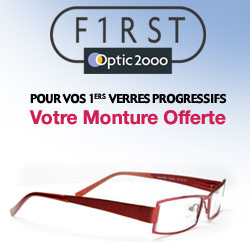 F1RST
Optic 2000
POUR VOS 1ERS VERRES PROGRESSIFS
Votre Monture Offerte